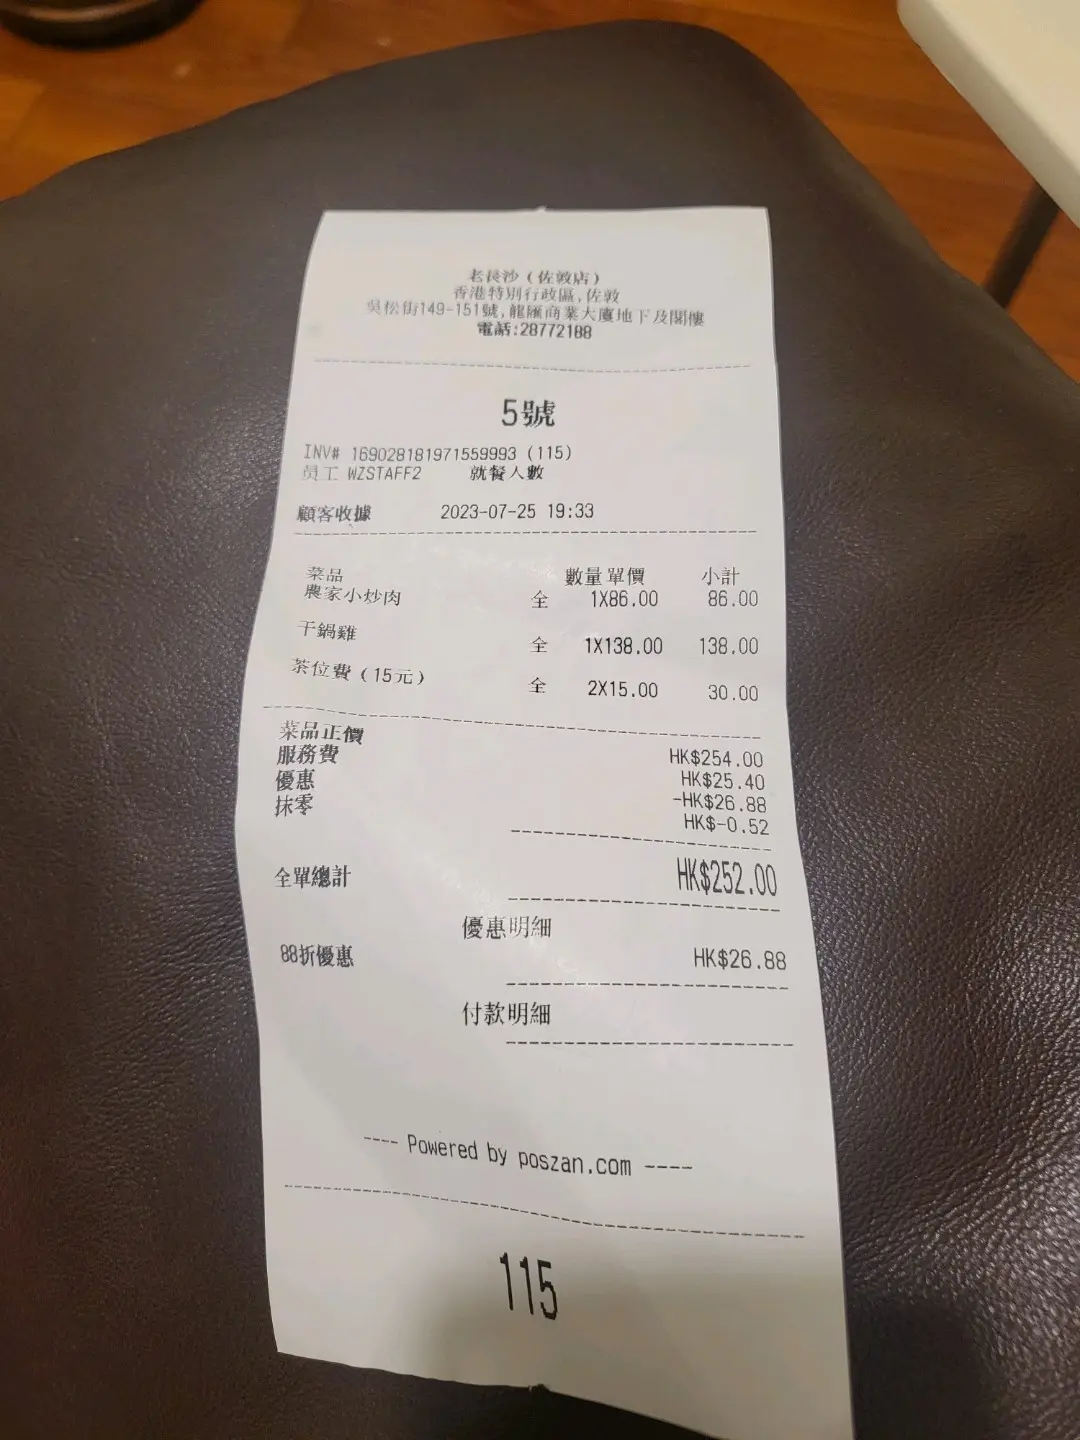 老長沙（佐敦店）
香港特別行政區,佐敦
吳松街149-151號,龍匯商業大廈地下及閣樓
電話:28772188
5號
INV# 169028181971559993 (115)
員工 WZSTAFF2 就餐人數
顧客收據 2023-07-25 19:33
菜品 數量單價 小計
農家小炒肉 全 1X86.00 86.00
干鍋雞 全 1X138.00 138.00
茶位費（15元） 全 2X15.00 30.00
菜品正價 HK$254.00
服務費 HK$25.40
優惠 -HK$26.88
抹零 HK$-0.52
全單總計 HK$252.00
優惠明細
88折優惠 HK$26.88
付款明細
---- Powered by poszan.com ----
115